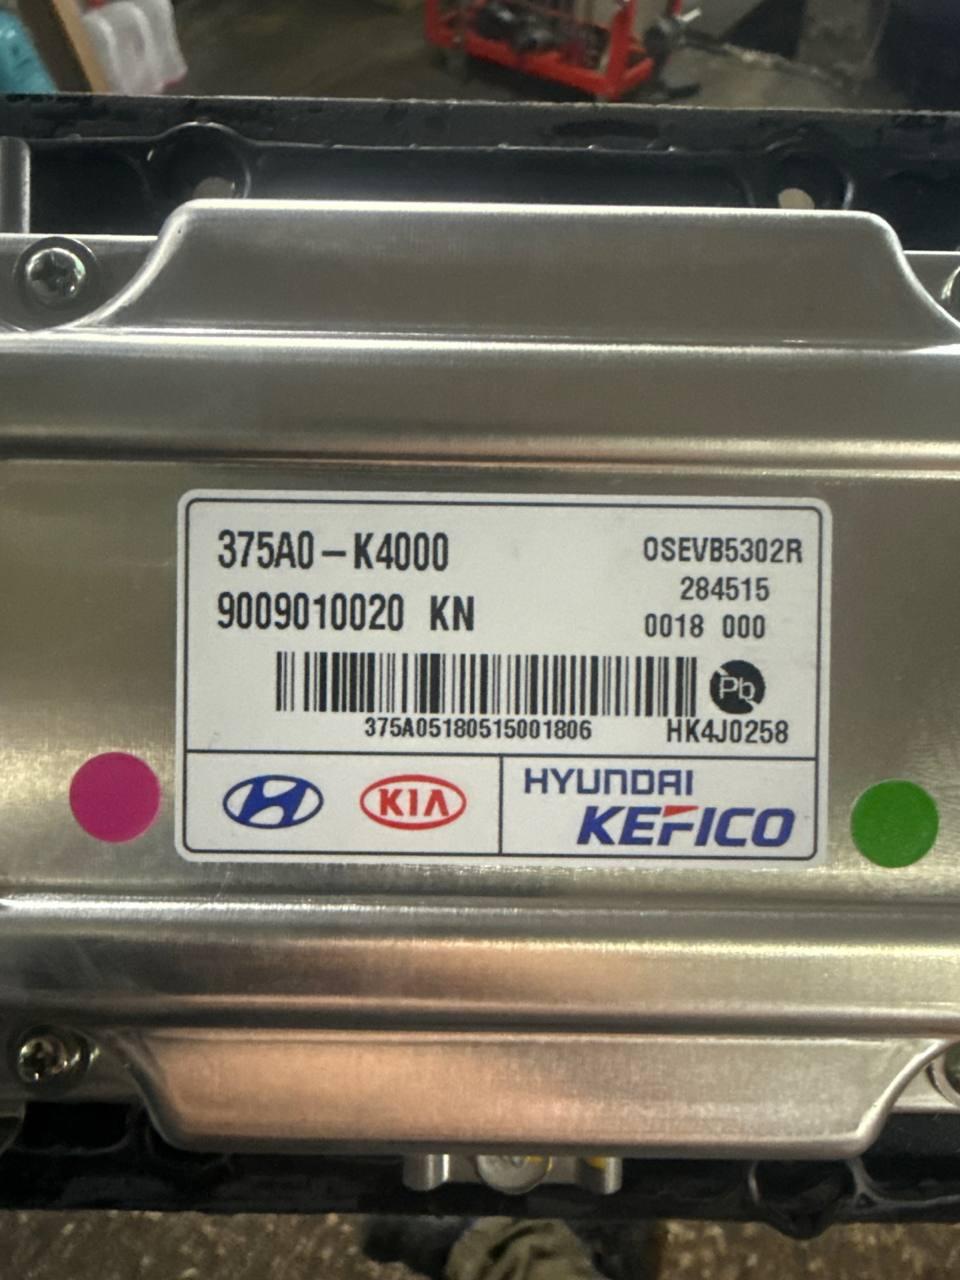 375A0-K4000
OSEVB5302R
284515
9009010020 KN
0018 000
Pb
375A05180515001806
HK4J0258
KIA
HYUNDAI
KEFICO